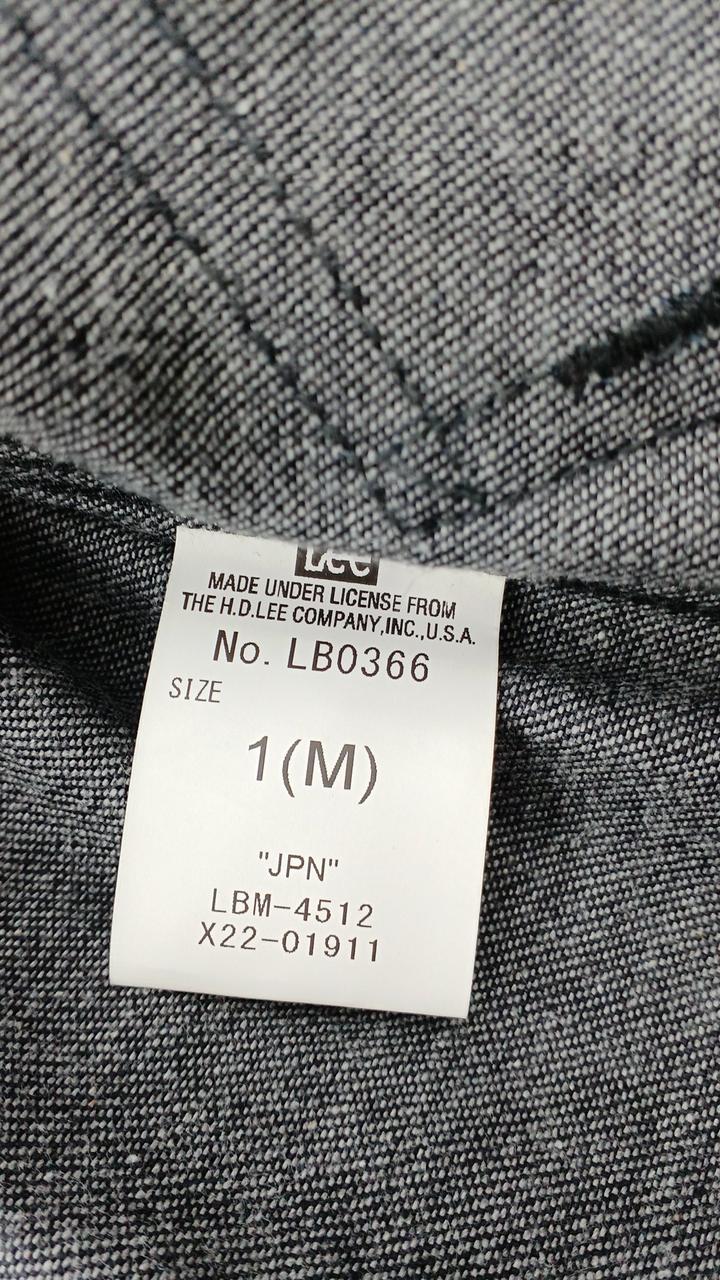 Lee
MADE UNDER LICENSE FROM
THE H.D.LEE COMPANY,INC.,U.S.A.
No. LB0366
SIZE
1(M)
"JPN"
LBM-4512
X22-01911